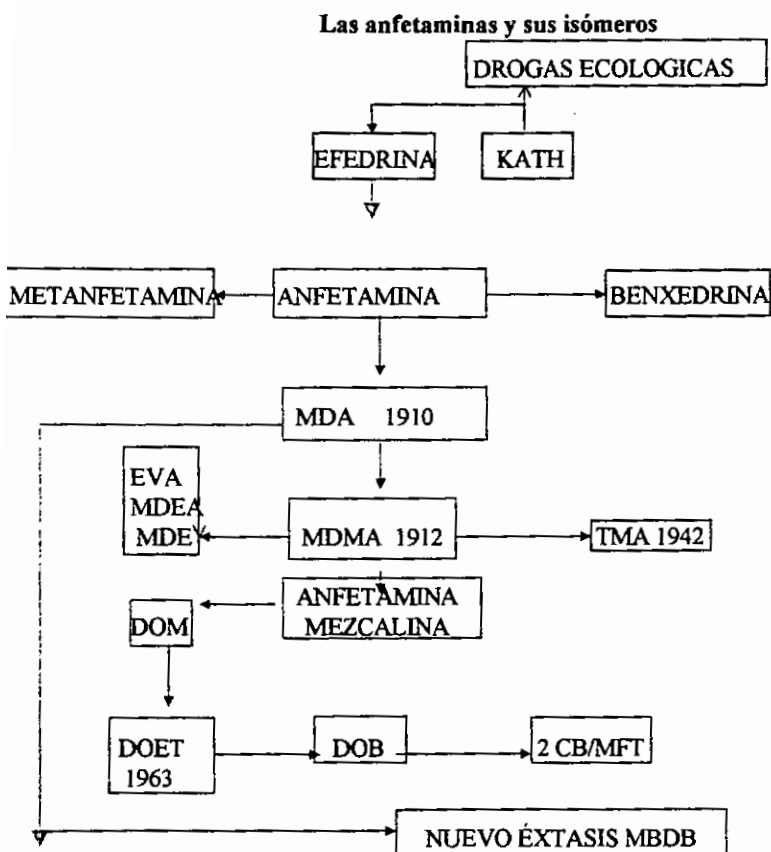 Las anfetaminas y sus isómeros
DROGAS ECOLOGICAS
EFEDRINA
KATH
METANFETAMINA
ANFETAMINA
BENXEDRINA
MDA 1910
EVA
MDEA
MDE
MDMA 1912
TMA 1942
ANFETAMINA
MEZCALINA
DOM
DOET
1963
DOB
2 CB/MFT
NUEVO ÉXTASIS MBDB